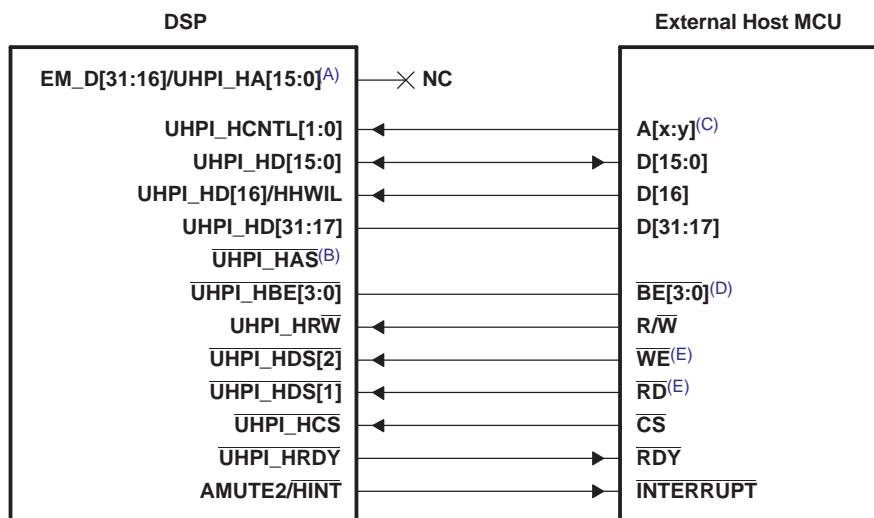 DSP External Host MCU
EM_D[31:16]/UHPI_HA[15:0](A) NC
UHPI_HCNTL[1:0] A[x:y](C)
UHPI_HD[15:0] D[15:0]
UHPI_HD[16]/HHWIL D[16]
UHPI_HD[31:17] D[31:17]
UHPI_HAS(B)
UHPI_HBE[3:0] BE[3:0](D)
UHPI_HRW R/W
UHPI_HDS[2] WE(E)
UHPI_HDS[1] RD(E)
UHPI_HCS CS
UHPI_HRDY RDY
AMUTE2/HINT INTERRUPT